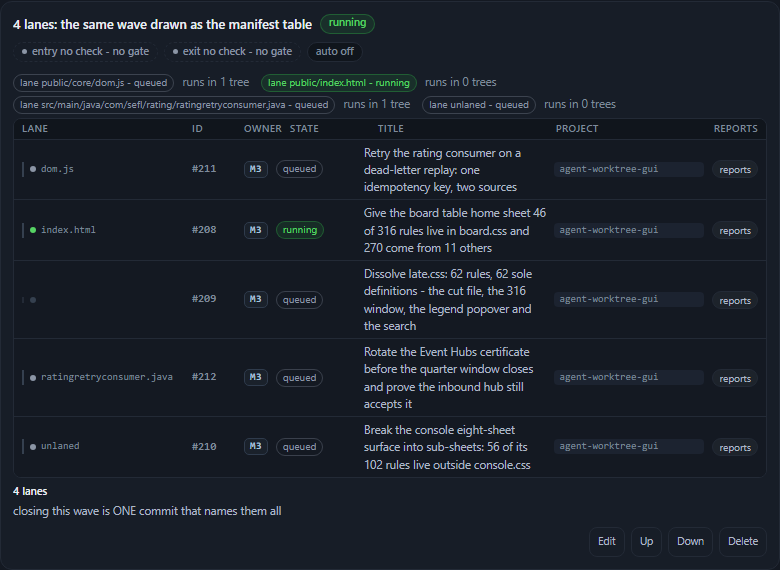 4 lanes: the same wave drawn as the manifest table running
entry no check - no gate exit no check - no gate auto off
lane public/core/dom.js - queued runs in 1 tree lane public/index.html - running runs in 0 trees
lane src/main/java/com/sefl/rating/ratingretryconsumer.java - queued runs in 1 tree lane unlaned - queued runs in 0 trees
LANE ID OWNER STATE TITLE PROJECT REPORTS
dom.js #211 M3 queued Retry the rating consumer on a
dead-letter replay: one
idempotency key, two sources
agent-worktree-gui reports
index.html #208 M3 running Give the board table home sheet 46
of 316 rules live in board.css and
270 come from 11 others
agent-worktree-gui reports
#209 M3 queued Dissolve late.css: 62 rules, 62 sole
definitions - the cut file, the 316
window, the legend popover and
the search
agent-worktree-gui reports
ratingretryconsumer.java #212 M3 queued Rotate the Event Hubs certificate
before the quarter window closes
and prove the inbound hub still
accepts it
agent-worktree-gui reports
unlaned #210 M3 queued Break the console eight-sheet
surface into sub-sheets: 56 of its
102 rules live outside console.css
agent-worktree-gui reports
4 lanes
closing this wave is ONE commit that names them all
Edit Up Down Delete